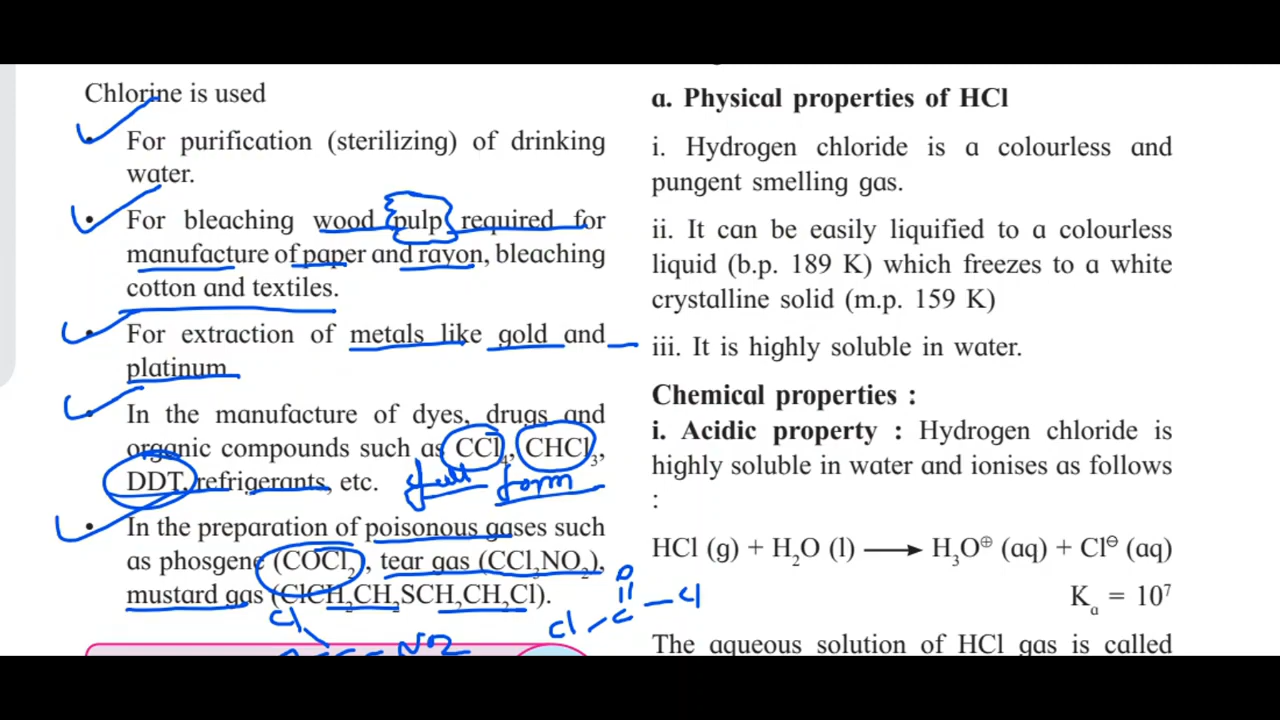 Chlorine is used
• For purification (sterilizing) of drinking
water.
• For bleaching wood pulp required for
manufacture of paper and rayon, bleaching
cotton and textiles.
• For extraction of metals like gold and
platinum
• In the manufacture of dyes, drugs and
organic compounds such as CCl₄, CHCl₃,
DDT, refrigerants, etc.
full form
• In the preparation of poisonous gases such
as phosgene (COCl₂), tear gas (CCl₃NO₂),
mustard gas (ClCH₂CH₂SCH₂CH₂Cl).
Cl
NO2
O
Cl C Cl
a. Physical properties of HCl
i. Hydrogen chloride is a colourless and
pungent smelling gas.
ii. It can be easily liquified to a colourless
liquid (b.p. 189 K) which freezes to a white
crystalline solid (m.p. 159 K)
iii. It is highly soluble in water.
Chemical properties :
i. Acidic property : Hydrogen chloride is
highly soluble in water and ionises as follows
:
HCl (g) + H₂O (l) ⟶ H₃O⊕ (aq) + Cl⊖ (aq)
Kₐ = 10⁷
The aqueous solution of HCl gas is called